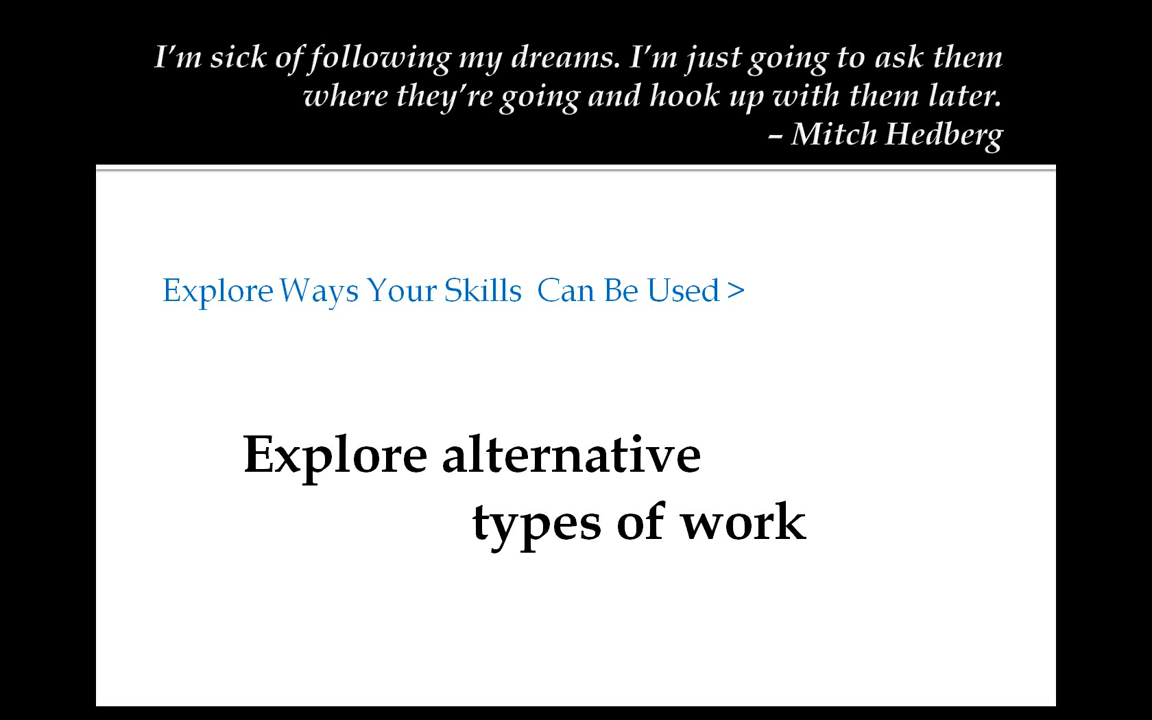 I’m sick of following my dreams. I’m just going to ask them
where they’re going and hook up with them later.
– Mitch Hedberg
Explore Ways Your Skills  Can Be Used >
Explore alternative
types of work